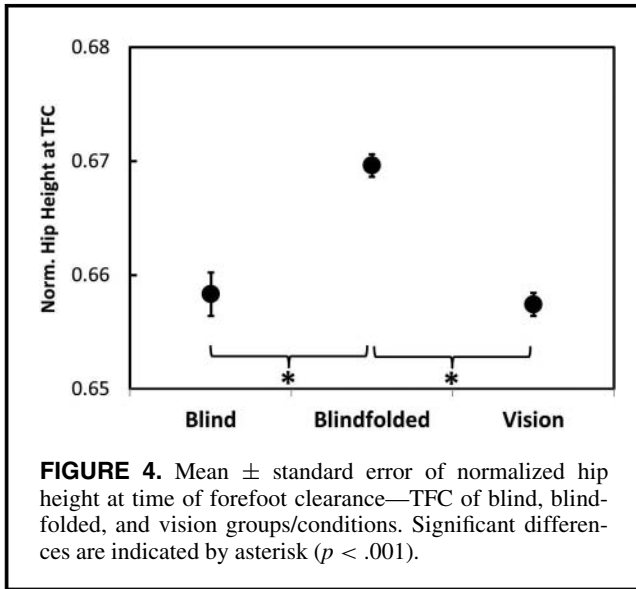 0.68
0.67
0.66
0.65
Norm. Hip Height at TFC
*
*
Blind
Blindfolded
Vision
FIGURE 4. Mean ± standard error of normalized hip
height at time of forefoot clearance—TFC of blind, blind-
folded, and vision groups/conditions. Significant differen-
ces are indicated by asterisk (p < .001).